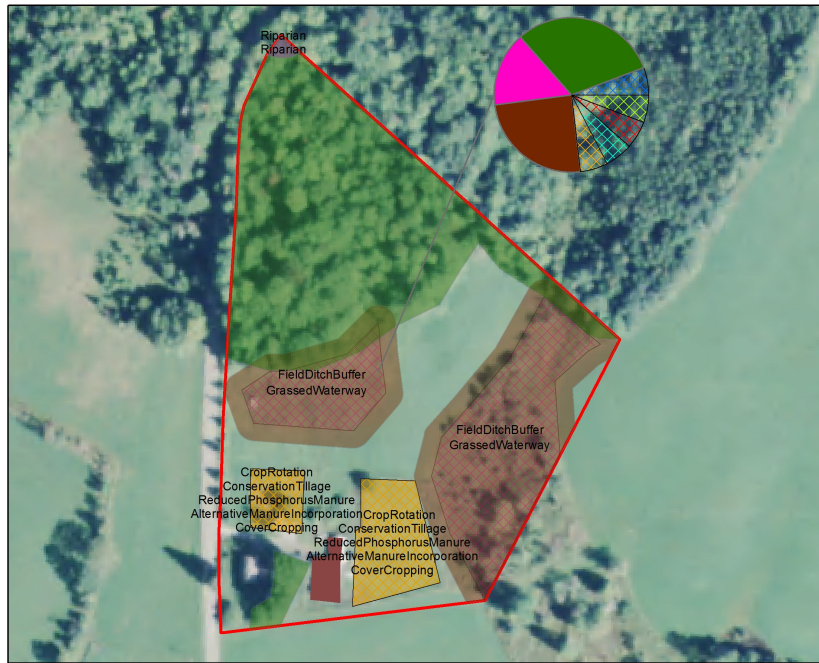 Riparian
Riparian
FieldDitchBuffer
GrassedWaterway
FieldDitchBuffer
GrassedWaterway
CropRotation
ConservationTillage
ReducedPhosphorusManure
AlternativeManureIncorporation
CoverCropping
CropRotation
ConservationTillage
ReducedPhosphorusManure
AlternativeManureIncorporation
CoverCropping